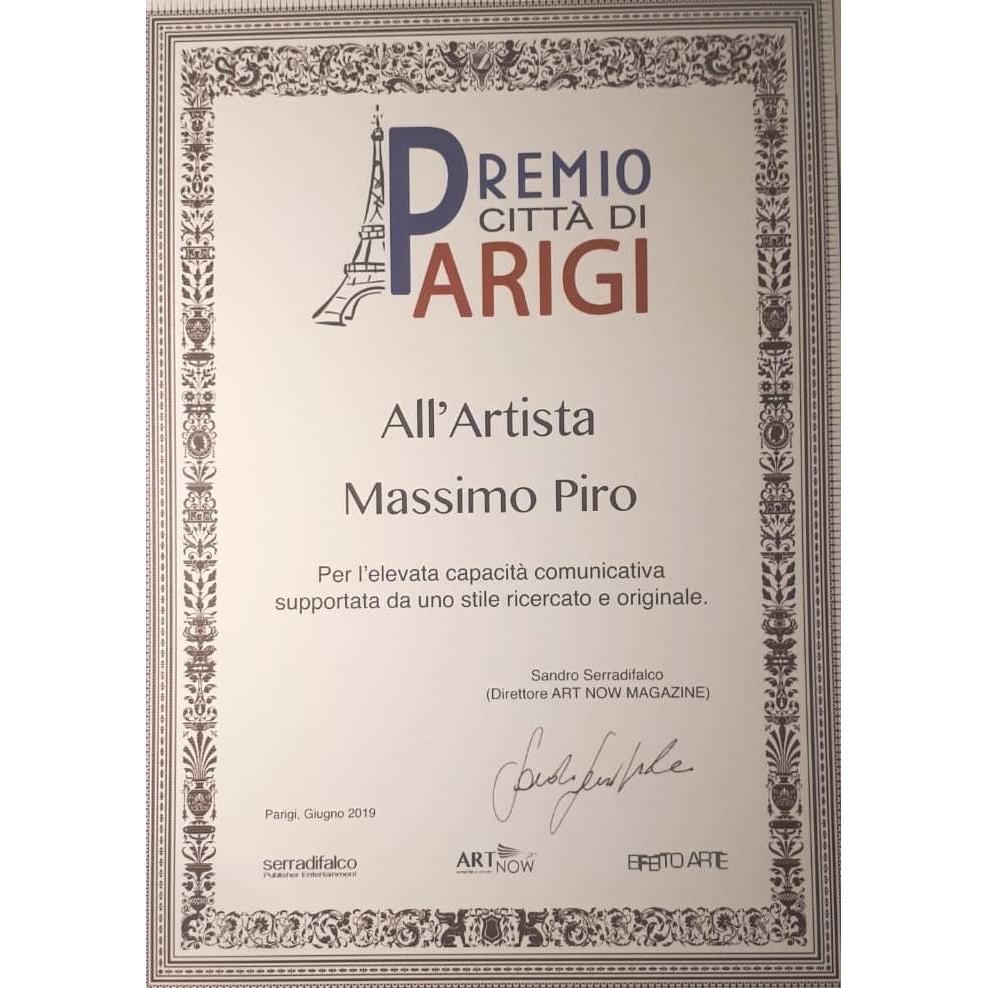 PREMIO
CITTÀ DI
PARIGI
All'Artista
Massimo Piro
Per l'elevata capacità comunicativa
supportata da uno stile ricercato e originale.
Sandro Serradifalco
(Direttore ART NOW MAGAZINE)
Parigi, Giugno 2019
serradifalco
Publisher Entertainment
ART NOW
EFFETTO ARTE